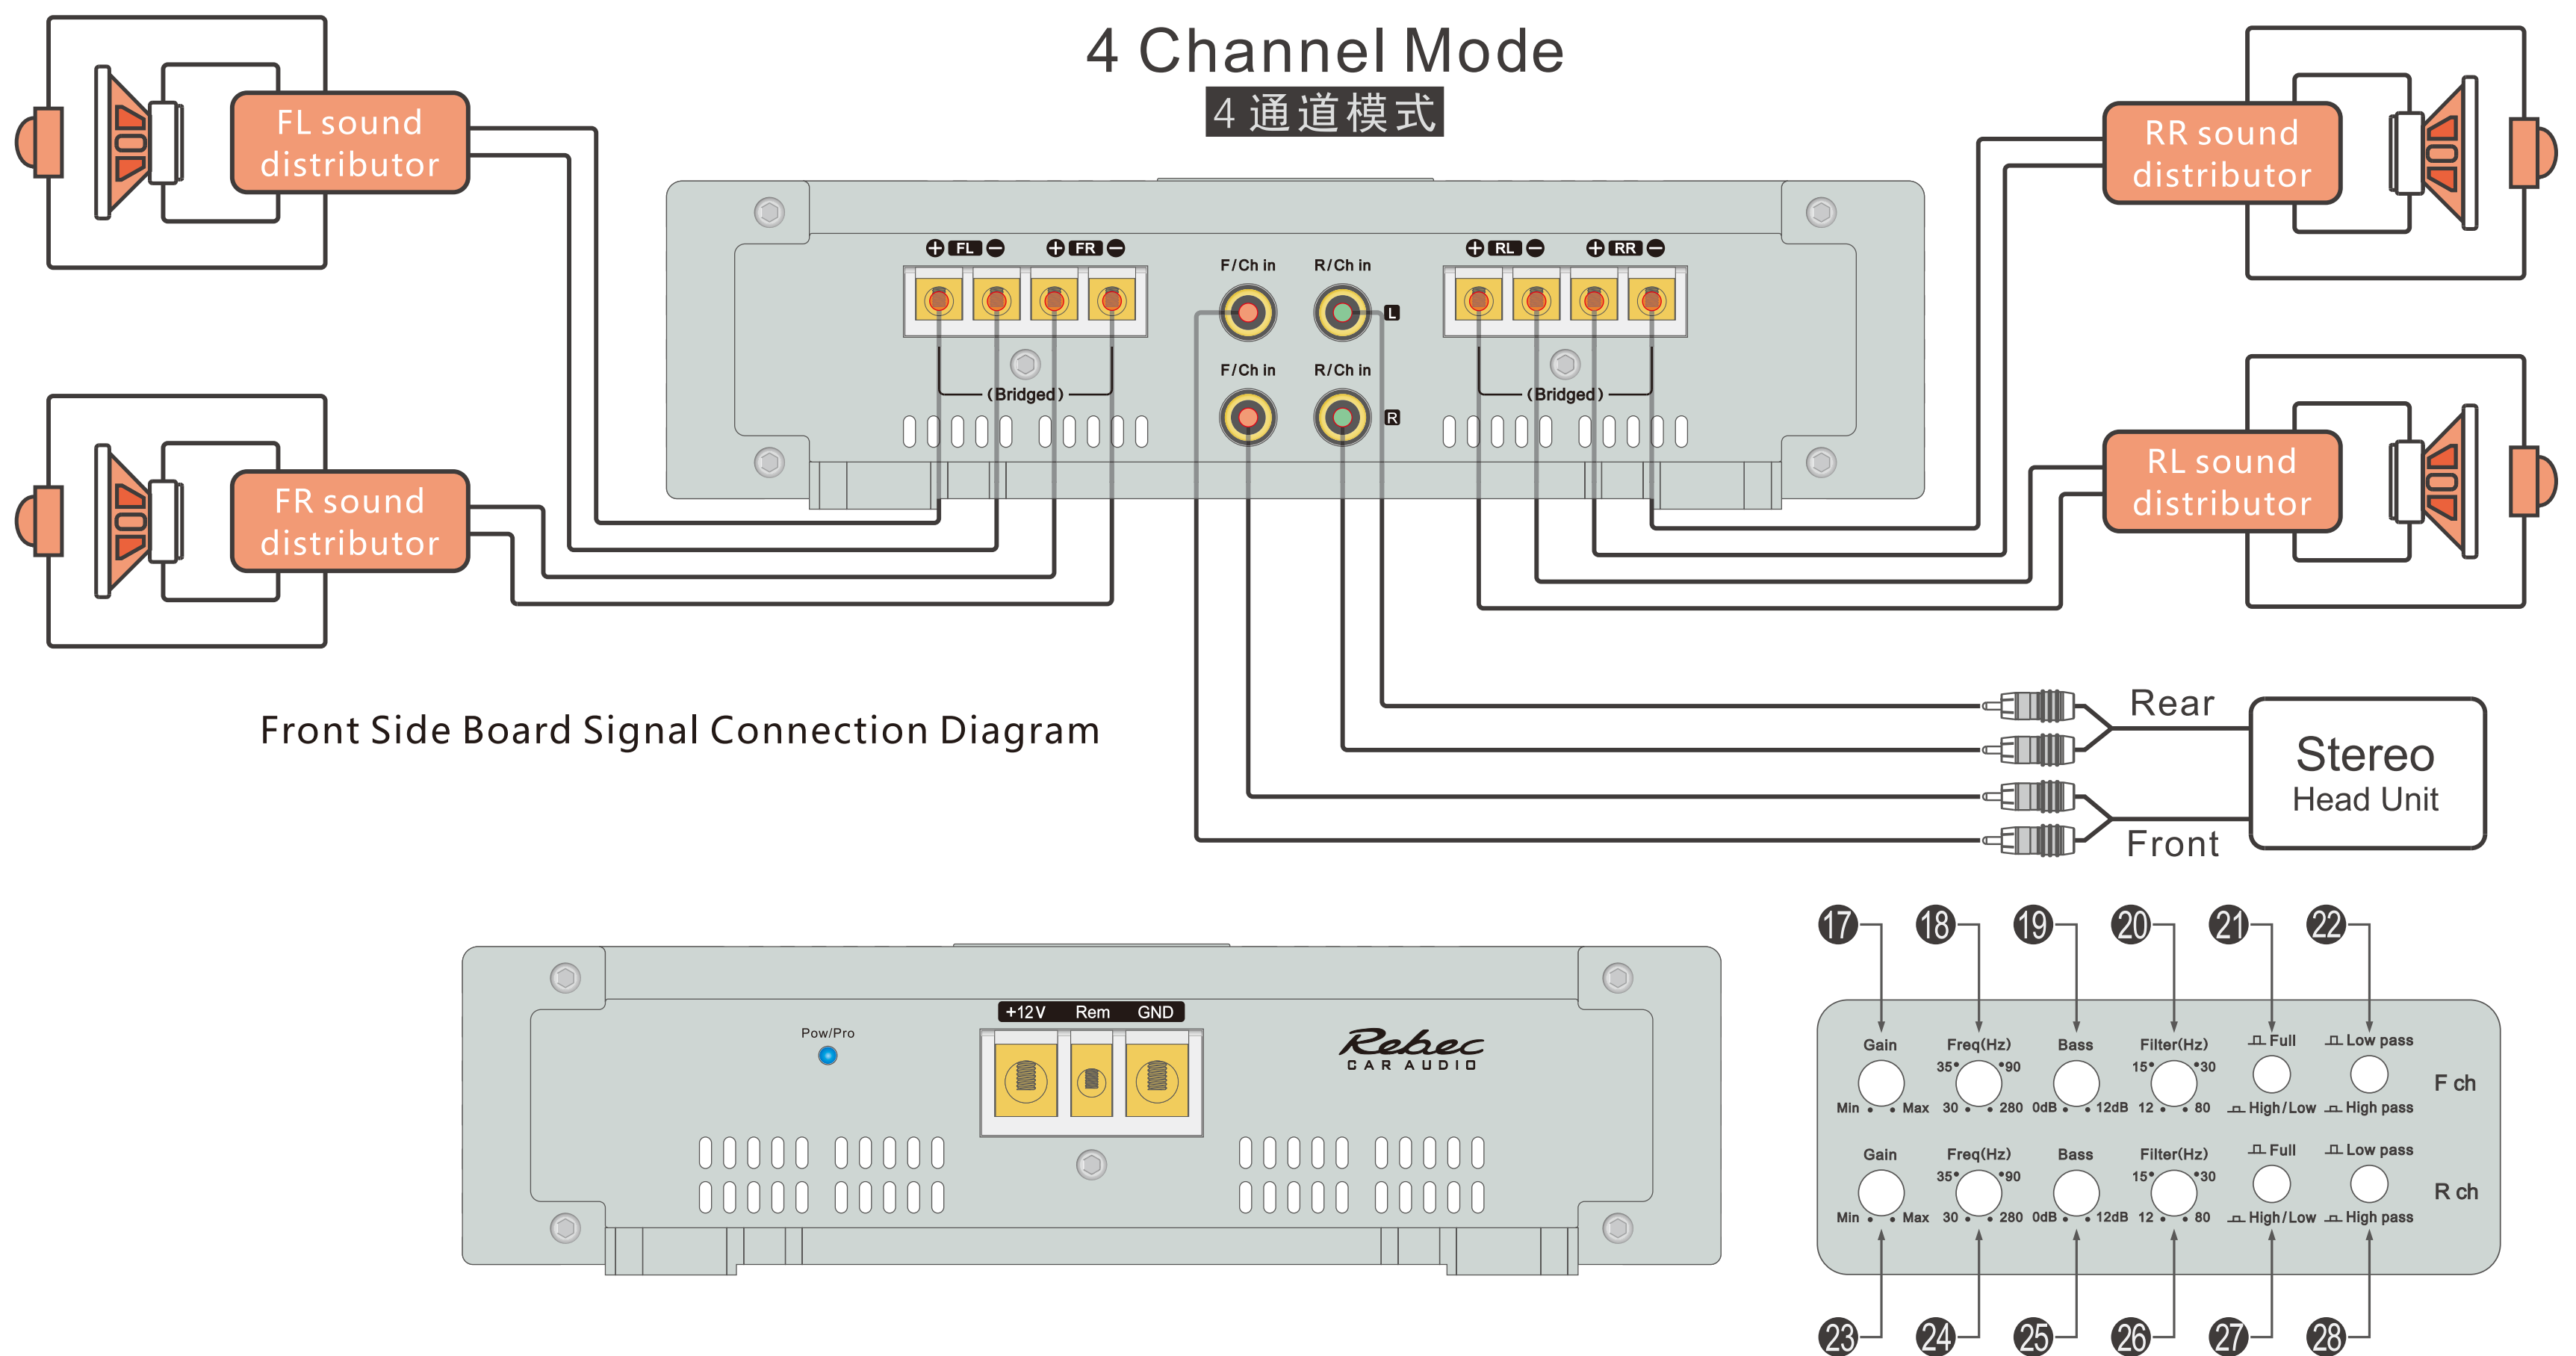 4 Channel Mode
4 通道模式
FL sound
distributor
FR sound
distributor
RR sound
distributor
RL sound
distributor
+ FL −
+ FR −
F/Ch in
R/Ch in
+ RL −
+ RR −
L
(Bridged)
F/Ch in
R/Ch in
(Bridged)
R
Front Side Board Signal Connection Diagram
Rear
Front
Stereo
Head Unit
+12V Rem GND
Pow/Pro
Rebec
CAR AUDIO
17 18 19 20 21 22
Gain Freq(Hz) Bass Filter(Hz) Full Low pass
35 90 15 30
F ch
Min Max 30 280 0dB 12dB 12 80 High/Low High pass
Gain Freq(Hz) Bass Filter(Hz) Full Low pass
35 90 15 30
R ch
Min Max 30 280 0dB 12dB 12 80 High/Low High pass
23 24 25 26 27 28